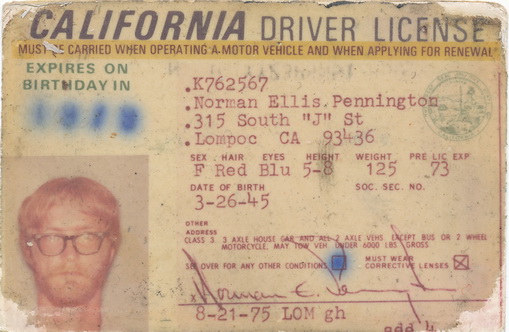 CALIFORNIA DRIVER LICENSE
MUST BE CARRIED WHEN OPERATING A MOTOR VEHICLE AND WHEN APPLYING FOR RENEWAL
EXPIRES ON
BIRTHDAY IN
.K762567
.Norman Ellis Pennington
.315 South "J" St
.Lompoc CA 93436
SEX HAIR EYES HEIGHT WEIGHT PRE LIC EXP
F Red Blu 5-8 125 73
DATE OF BIRTH SOC. SEC. NO.
3-26-45
OTHER
ADDRESS
CLASS 3 3 AXLE HOUSE CAR AND ALL 2 AXLE VEHS EXCEPT BUS OR 2 WHEEL
MOTORCYCLE. MAY TOW VEH UNDER 6000 LBS GROSS
SEE OVER FOR ANY OTHER CONDITIONS MUST WEAR
CORRECTIVE LENSES
x Norman E. Pennington
8-21-75 LOM gh
add